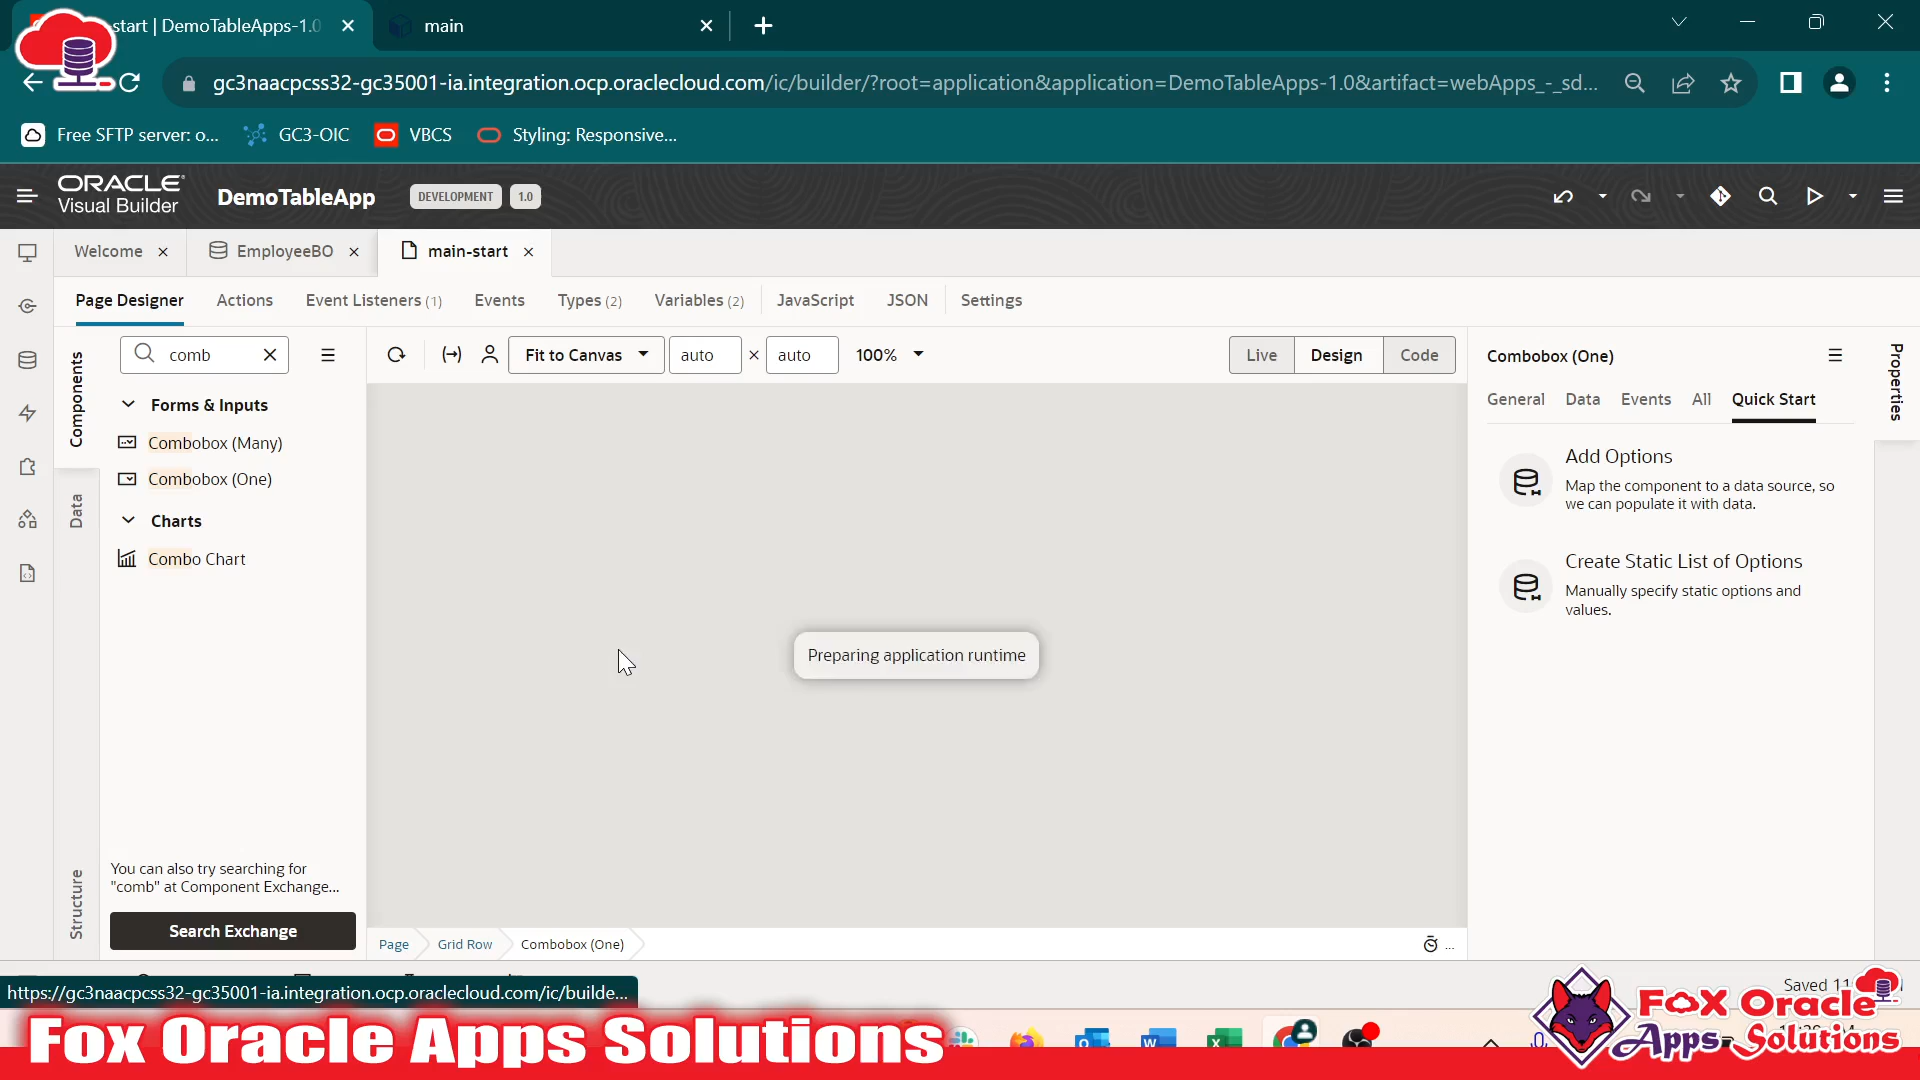 start | DemoTableApps-1.0
main
gc3naacpcss32-gc35001-ia.integration.ocp.oraclecloud.com/ic/builder/?root=application&application=DemoTableApps-1.0&artifact=webApps_-_sd...
Free SFTP server: o...
GC3-OIC
VBCS
Styling: Responsive...
ORACLE
Visual Builder
DemoTableApp
DEVELOPMENT
1.0
Welcome
EmployeeBO
main-start
Page Designer
Actions
Event Listeners (1)
Events
Types (2)
Variables (2)
JavaScript
JSON
Settings
Components
Data
Structure
comb
Fit to Canvas
auto
×
auto
100%
Live
Design
Code
Forms & Inputs
Combobox (Many)
Combobox (One)
Charts
Combo Chart
You can also try searching for
"comb" at Component Exchange...
Search Exchange
Preparing application runtime
Page
Grid Row
Combobox (One)
...
Combobox (One)
Properties
General
Data
Events
All
Quick Start
Add Options
Map the component to a data source, so
we can populate it with data.
Create Static List of Options
Manually specify static options and
values.
https://gc3naacpcss32-gc35001-ia.integration.ocp.oraclecloud.com/ic/builde...
Saved
Fox Oracle Apps Solutions
FOX Oracle
Apps Solutions